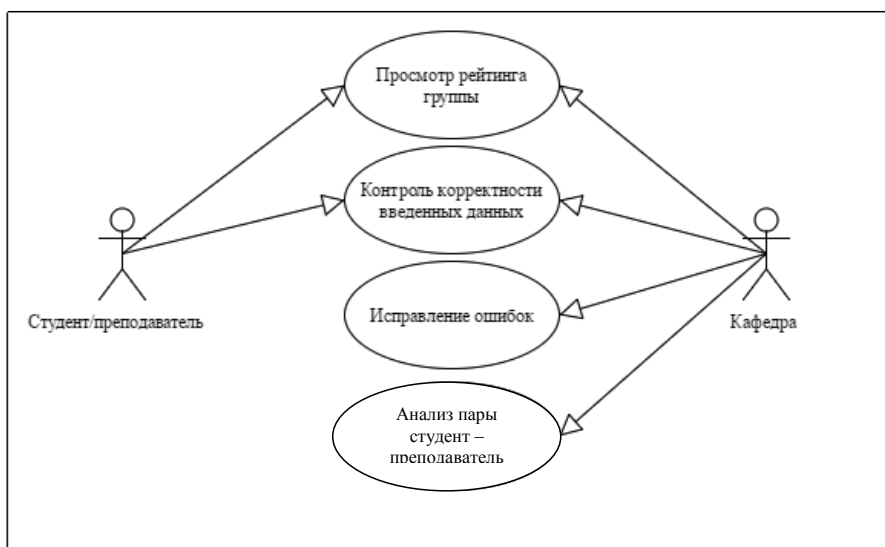 Просмотр рейтинга
группы
Контроль корректности
введенных данных
Студент/преподаватель
Исправление ошибок
Кафедра
Анализ пары
студент –
преподаватель